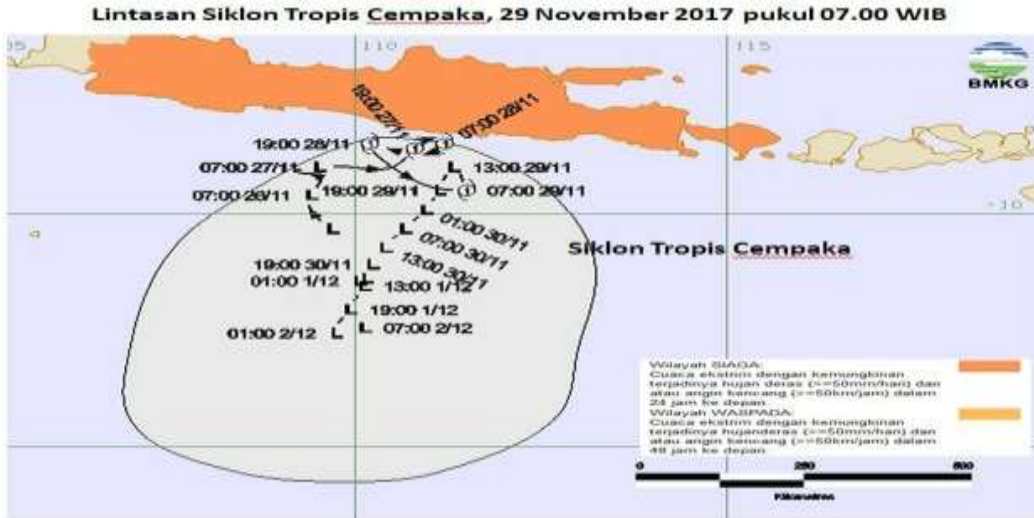 Lintasan Siklon Tropis Cempaka, 29 November 2017 pukul 07.00 WIB
110
115
BMKG
19:00 27/11
07:00 28/11
19:00 28/11
07:00 27/11
13:00 29/11
07:00 26/11
19:00 29/11
07:00 29/11
-10
01:00 30/11
07:00 30/11
Siklon Tropis Cempaka
13:00 30/11
19:00 30/11
01:00 1/12
13:00 1/12
19:00 1/12
01:00 2/12
07:00 2/12
Wilayah SIAGA:
Cuaca ekstrim dengan kemungkinan
terjadinya hujan deras (>=50mm/hari) dan
atau angin kencang (>=50km/jam) dalam
24 jam ke depan
Wilayah WASPADA:
Cuaca ekstrim dengan kemungkinan
terjadinya hujanderas (>=50mm/hari) dan
atau angin kencang (>=50km/jam) dalam
48 jam ke depan
0
250
500